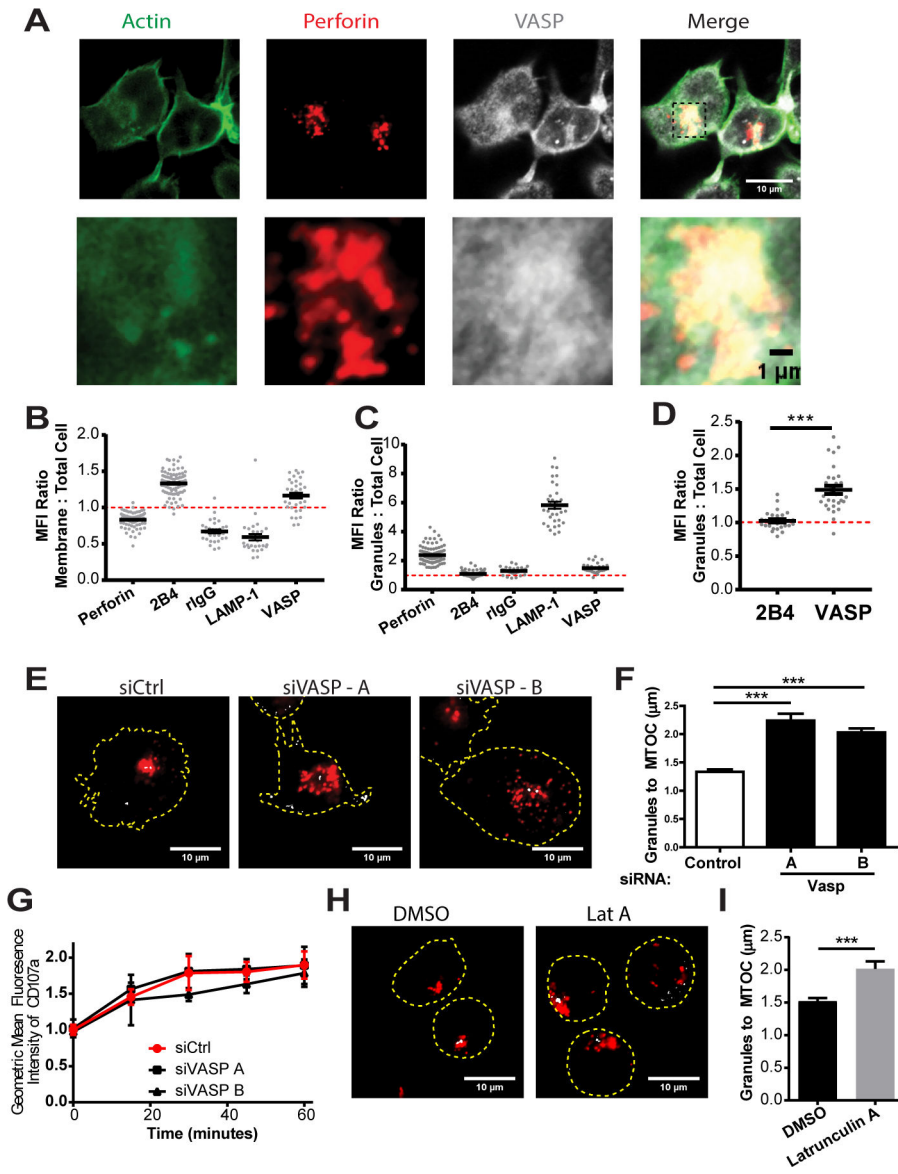 A
Actin Perforin VASP Merge
10 µm
1 µm
B
MFI Ratio
Membrane : Total Cell
2.0
1.5
1.0
0.5
0.0
Perforin 2B4 rIgG LAMP-1 VASP
C
MFI Ratio
Granules : Total Cell
10
8
6
4
2
0
Perforin 2B4 rIgG LAMP-1 VASP
D
MFI Ratio
Granules : Total Cell
2.5
2.0
1.5
1.0
0.5
0.0
***
2B4 VASP
E
siCtrl siVASP - A siVASP - B
10 µm 10 µm 10 µm
F
Granules to MTOC (µm)
2.5
2.2
1.5
1.0
2.5
2.0
***
***
Control A B
siRNA: Vasp
G
Geometric Mean Fluoresence
Intensity of CD107a
2.0
1.5
1.0
1.5
2.0
siCtrl
siVASP A
siVASP B
0 20 40 60
Time (minutes)
H
DMSO Lat A
10 µm 10 µm
I
Granules to MTOC (µm)
2.5
2.0
1.5
1.0
0.5
0.0
***
DMSO
Latrunculin A